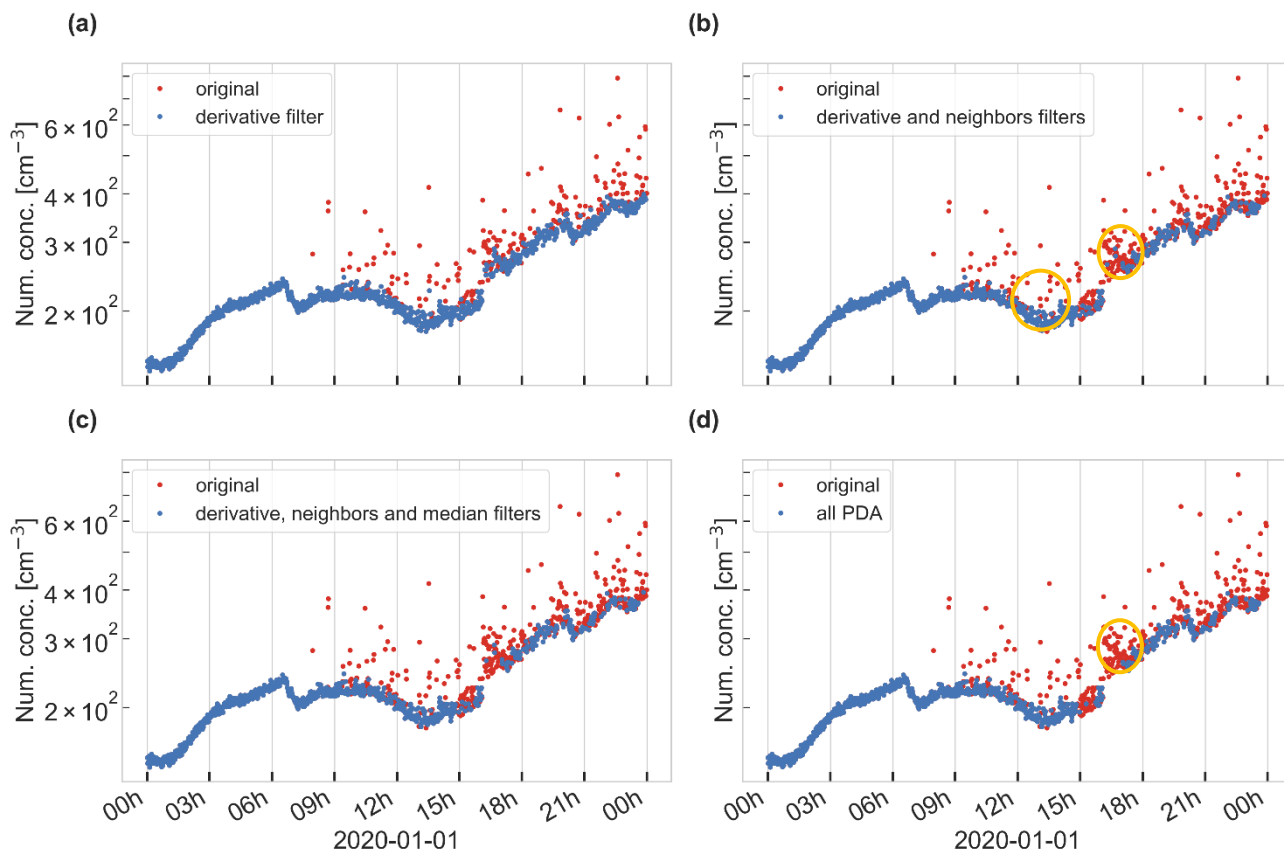 (a)
original
derivative filter
6 × 10²
4 × 10²
3 × 10²
2 × 10²
Num. conc. [cm⁻³]
(b)
original
derivative and neighbors filters
6 × 10²
4 × 10²
3 × 10²
2 × 10²
Num. conc. [cm⁻³]
(c)
original
derivative, neighbors and median filters
6 × 10²
4 × 10²
3 × 10²
2 × 10²
Num. conc. [cm⁻³]
00h 03h 06h 09h 12h 15h 18h 21h 00h
2020-01-01
(d)
original
all PDA
6 × 10²
4 × 10²
3 × 10²
2 × 10²
Num. conc. [cm⁻³]
00h 03h 06h 09h 12h 15h 18h 21h 00h
2020-01-01